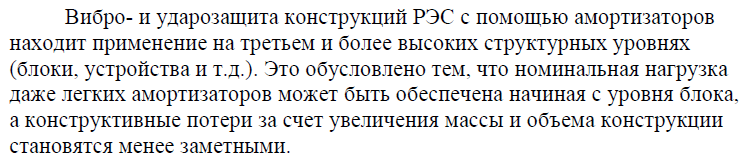 Вибро- и ударозащита конструкций РЭС с помощью амортизаторов
находит применение на третьем и более высоких структурных уровнях
(блоки, устройства и т.д.). Это обусловлено тем, что номинальная нагрузка
даже легких амортизаторов может быть обеспечена начиная с уровня блока,
а конструктивные потери за счет увеличения массы и объема конструкции
становятся менее заметными.